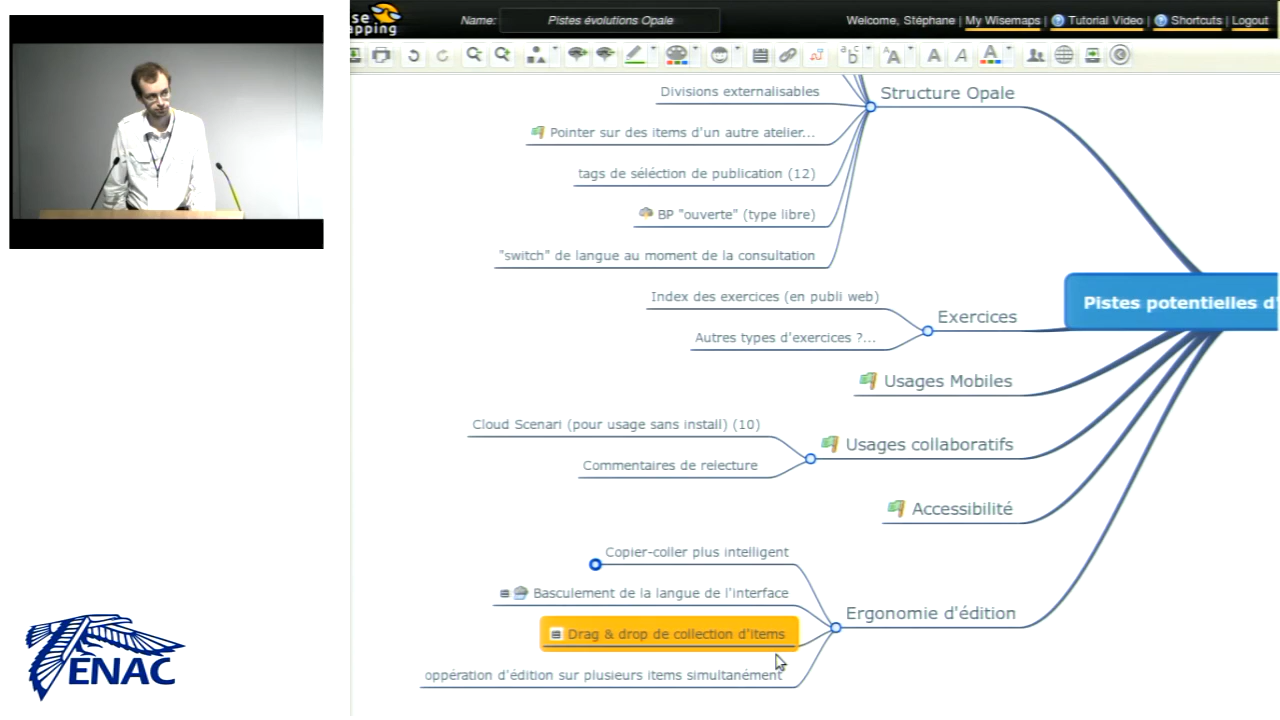 se
apping
Name: Pistes évolutions Opale
Welcome, Stéphane | My Wisemaps | Tutorial Video | Shortcuts | Logout
Divisions externalisables
Structure Opale
Pointer sur des items d'un autre atelier...
tags de séléction de publication (12)
BP "ouverte" (type libre)
"switch" de langue au moment de la consultation
Index des exercices (en publi web)
Pistes potentielles d'
Exercices
Autres types d'exercices ?...
Usages Mobiles
Cloud Scenari (pour usage sans install) (10)
Usages collaboratifs
Commentaires de relecture
Accessibilité
Copier-coller plus intelligent
Basculement de la langue de l'interface
Ergonomie d'édition
Drag & drop de collection d'items
oppération d'édition sur plusieurs items simultanément
ENAC